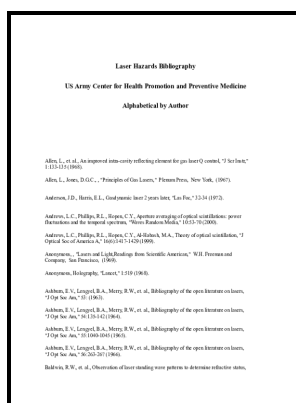 Laser Hazards Bibliography
US Army Center for Health Promotion and Preventive Medicine
Alphabetical by Author
Allen, L., et. al., An improved intra-cavity reflecting element for gas laser Q control, "J Sci Instr,"
1:133-135 (1968).
Allen, L., Jones, D.G.C., , "Principles of Gas Lasers," Plenum Press, New York, (1967).
Anderson, J.D., Harris, E.L., Gasdynamic laser 2 years later, "Las Foc," 32-34 (1972).
Andrews, L.C., Phillips, R.L., Hopen, C.Y., Aperture averaging of optical scintillations: power
fluctuations and the temporal spectrum, "Waves Random Media," 10:53-70 (2000).
Andrews, L.C., Phillips, R.L., Hopen, C.Y., Al-Habash, M.A., Theory of optical scintillation, "J
Optical Soc of America A," 16(6):1417-1429 (1999).
Anonymous, , "Lasers and Light;Readings from Scientific American," W.H. Freeman and
Company, San Francisco, (1969).
Anonymous, Holography, "Lancet," 1:519 (1968).
Ashburn, E.V., Lengyel, B.A., Merry, R.W., et. al., Bibliography of the open literature on lasers,
"J Opt Soc Am," 53: (1963).
Ashburn, E.V., Lengyel, B.A., Merry, R.W., et. al., Bibliography of the open literature on lasers,
"J Opt Soc Am," 54:135-142 (1964).
Ashburn, E.V., Lengyel, B.A., Merry, R.W., et. al., Bibliography of the open literature on lasers,
"J Opt Soc Am," 55:1040-1045 (1965).
Ashburn, E.V., Lengyel, B.A., Merry, R.W., et. al., Bibliography of the open literature on lasers,
"J Opt Soc Am," 56:263-267 (1966).
Baldwin, R.W., et. al., Observation of laser standing wave patterns to determine refractive status,